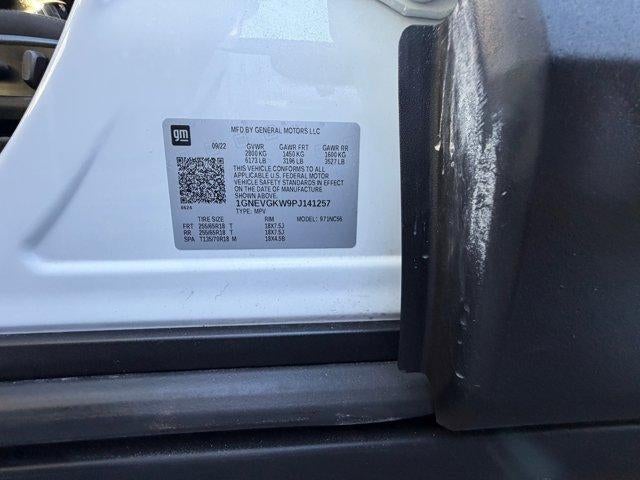 gm
MFD BY GENERAL MOTORS LLC
09/22 GVWR GAWR FRT GAWR RR
2800 KG 1450 KG 1600 KG
6173 LB 3196 LB 3527 LB
THIS VEHICLE CONFORMS TO ALL
APPLICABLE U.S. FEDERAL MOTOR
VEHICLE SAFETY STANDARDS IN EFFECT
ON THE DATE OF MANUFACTURE
SHOWN ABOVE.
1GNEVGKW9PJ141257
6624
TYPE: MPV MODEL: 971NC56
TIRE SIZE RIM
FRT 255/65R18 T 18X7.5J
RR 255/65R18 T 18X7.5J
SPA T135/70R18 M 18X4.5B